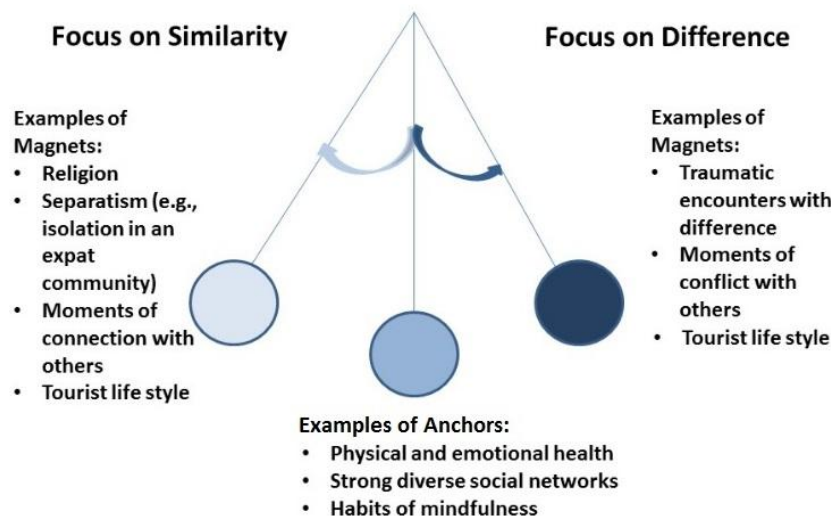 Focus on Similarity
Focus on Difference
Examples of
Magnets:
• Religion
• Separatism (e.g.,
isolation in an
expat
community)
• Moments of
connection with
others
• Tourist life style
Examples of
Magnets:
• Traumatic
encounters with
difference
• Moments of
conflict with
others
• Tourist life style
Examples of Anchors:
• Physical and emotional health
• Strong diverse social networks
• Habits of mindfulness